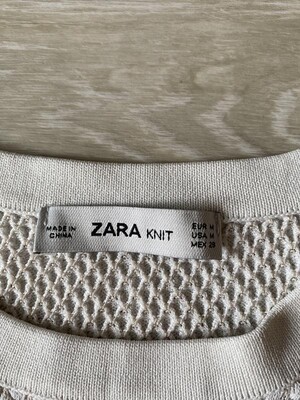 MADE IN
CHINA
ZARA KNIT
EUR M
USA M
MEX 28